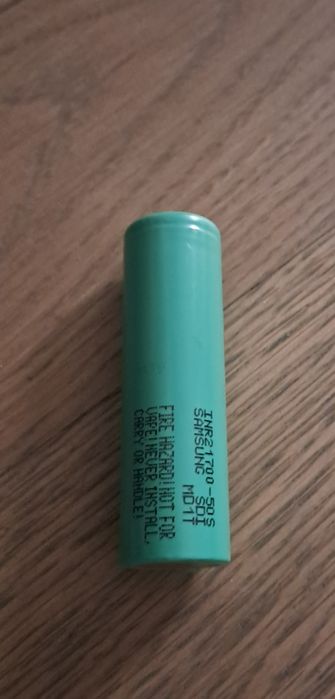 INR21700-50S
SAMSUNG SDI
MD1T
FIRE HAZARD!NOT FOR
VAPE!NEVER INSTALL,
CARRY OR HANDLE!